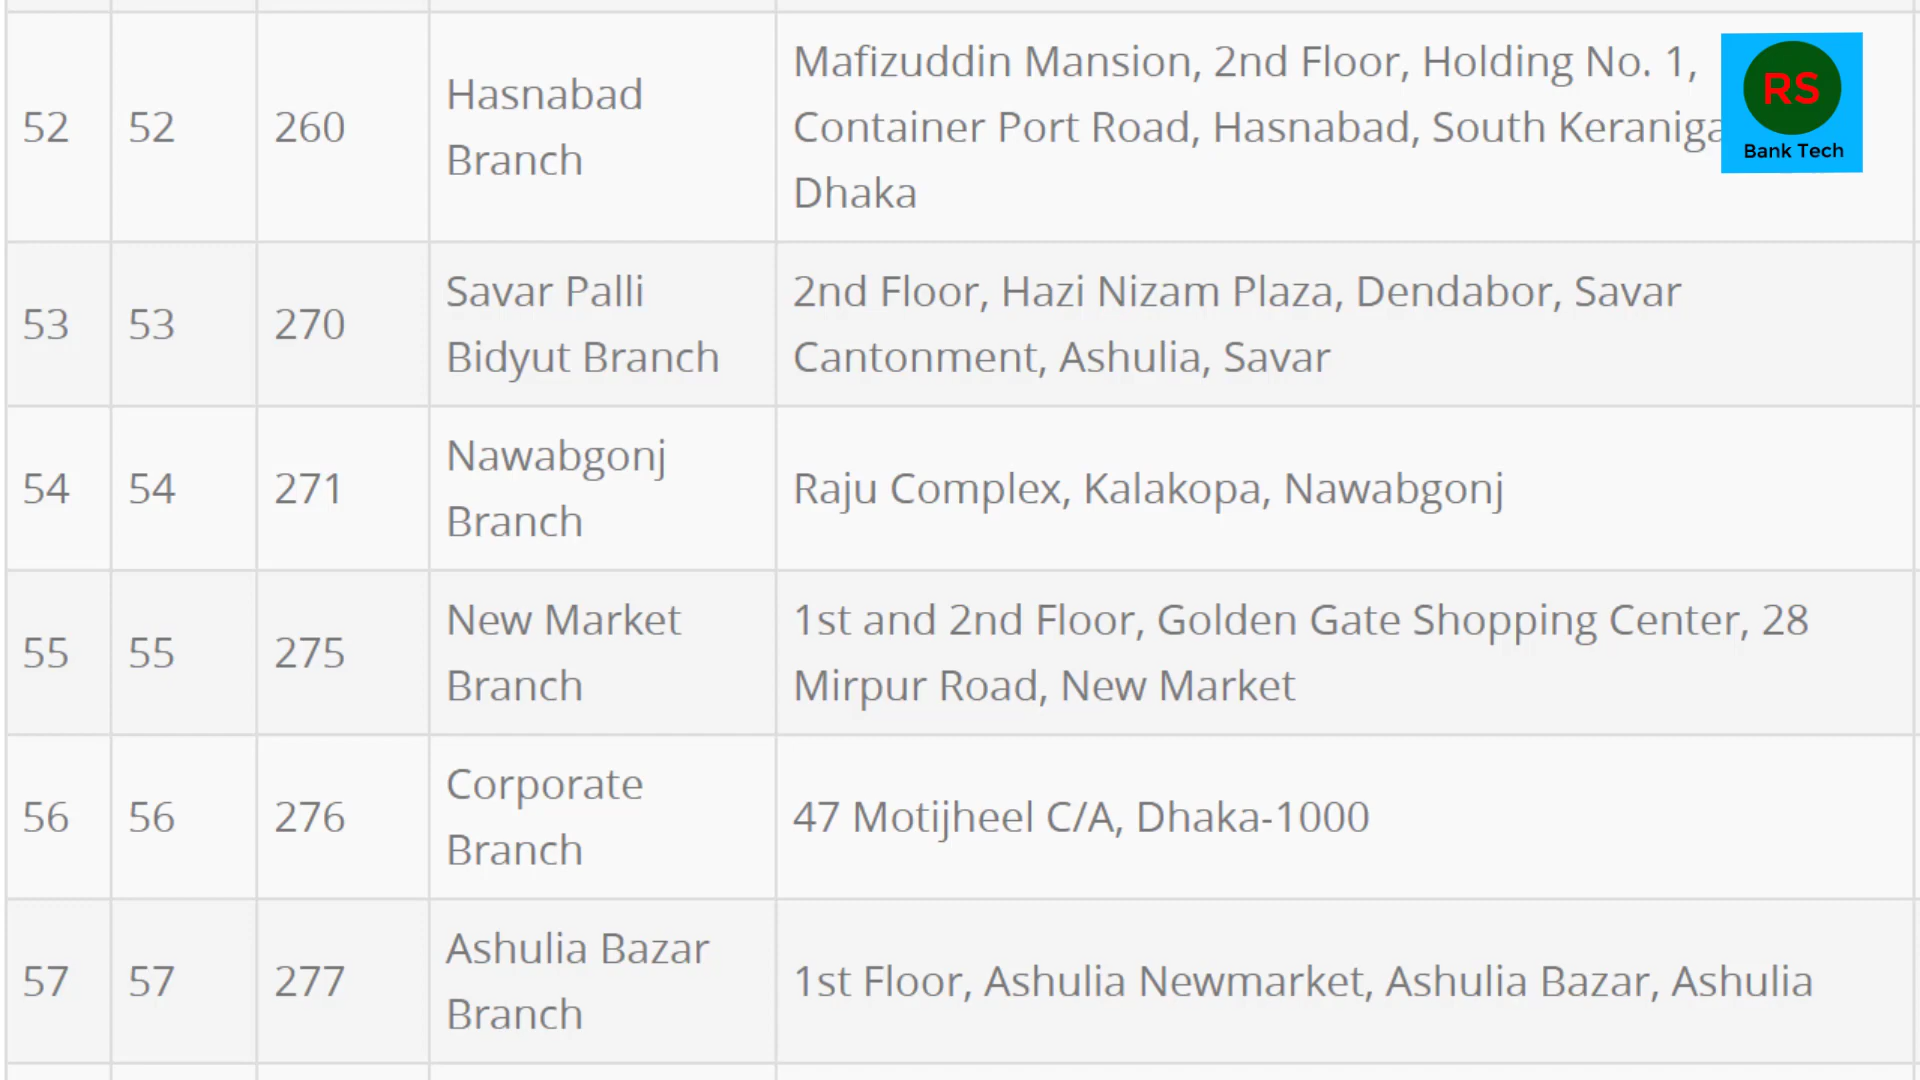 52 52 260 Hasnabad Branch Mafizuddin Mansion, 2nd Floor, Holding No. 1,
Container Port Road, Hasnabad, South
Dhaka
RS
Bank Tech
53 53 270 Savar Palli Bidyut Branch 2nd Floor, Hazi Nizam Plaza, Dendabor, Savar
Cantonment, Ashulia, Savar
54 54 271 Nawabgonj Branch Raju Complex, Kalakopa, Nawabgonj
55 55 275 New Market Branch 1st and 2nd Floor, Golden Gate Shopping Center, 28
Mirpur Road, New Market
56 56 276 Corporate Branch 47 Motijheel C/A, Dhaka-1000
57 57 277 Ashulia Bazar Branch 1st Floor, Ashulia Newmarket, Ashulia Bazar, Ashulia